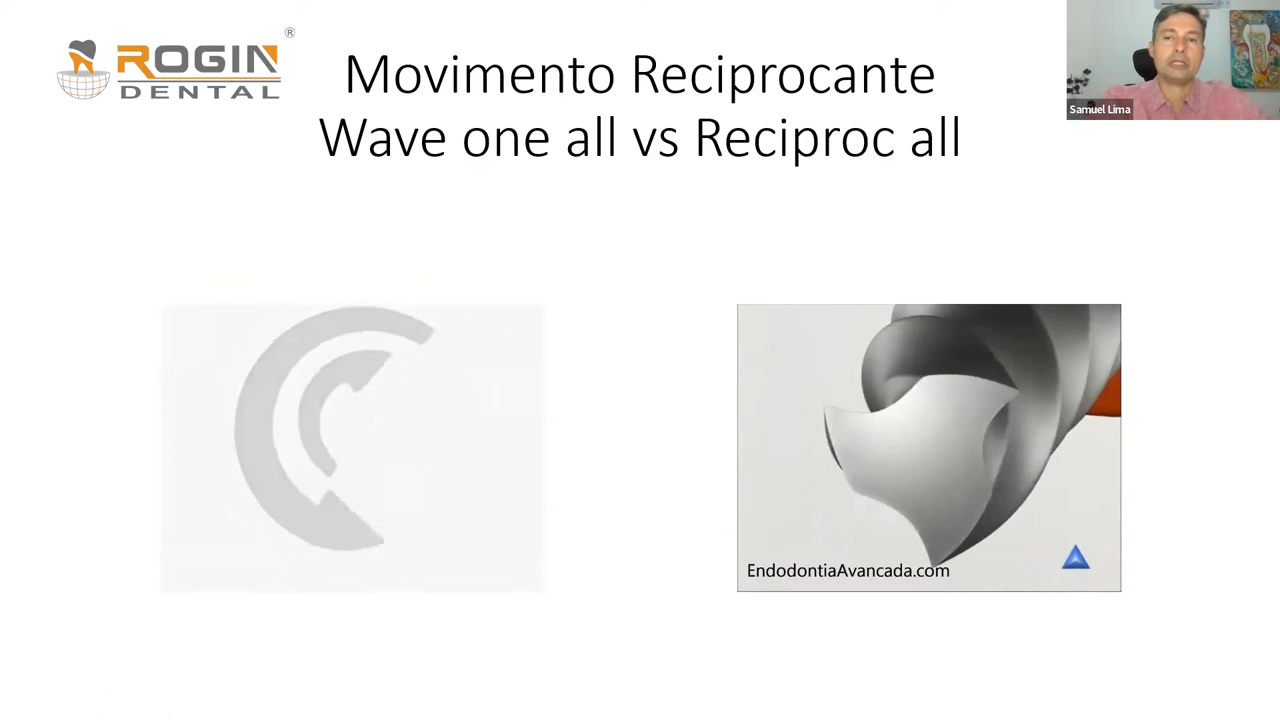 ROGIN®
DENTAL
Movimento Reciprocante
Wave one all vs Reciproc all
Samuel Lima
EndodontiaAvancada.com